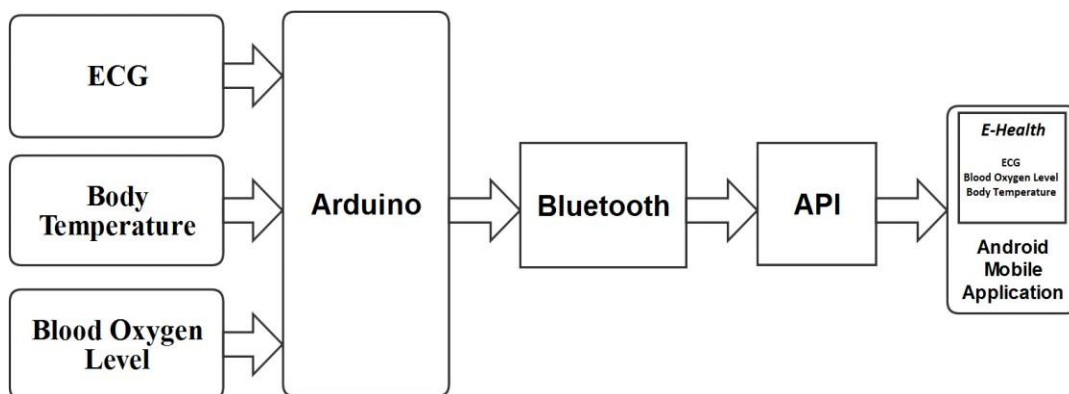 ECG
Body
Temperature
Blood Oxygen
Level
Arduino
Bluetooth
API
E-Health
ECG
Blood Oxygen Level
Body Temperature
Android
Mobile
Application